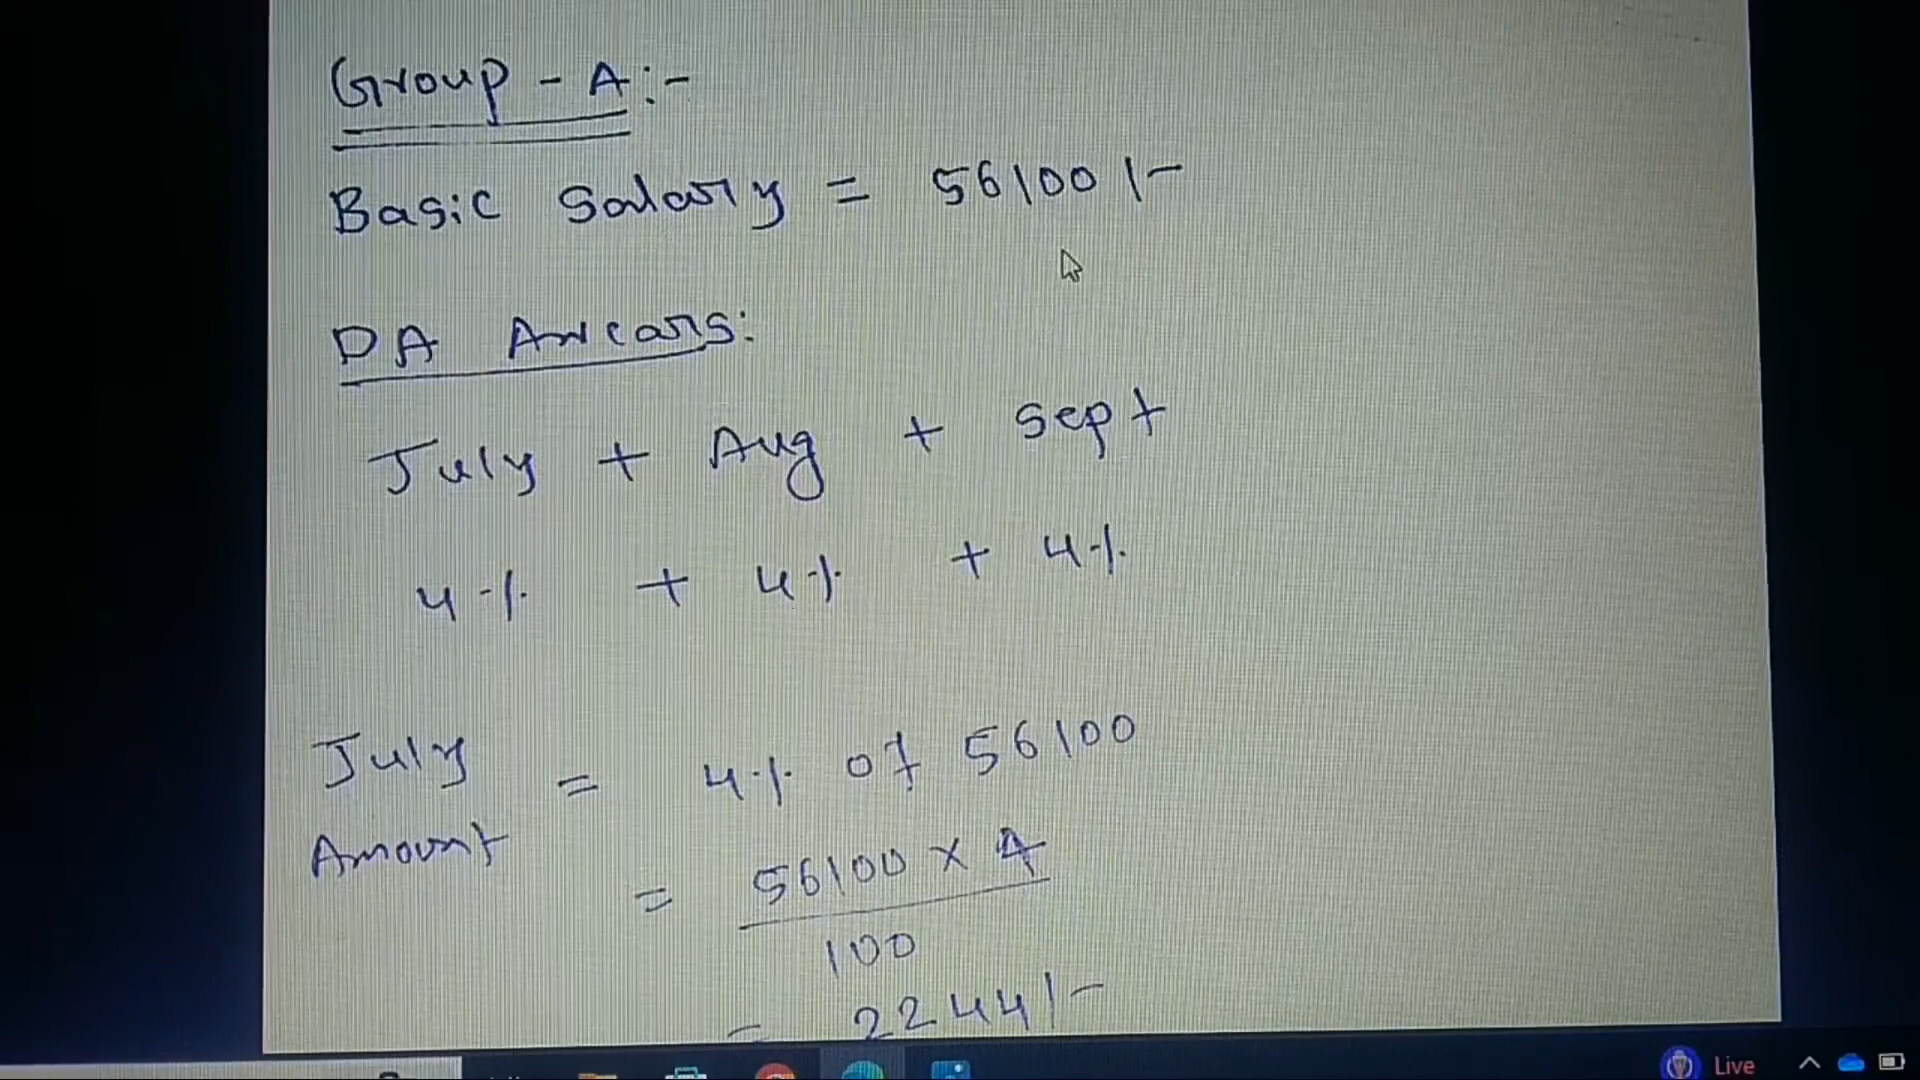 Group - A:-
Basic Salary = 56100/-
DA Arrears:
July + Aug + Sept
4% + 4% + 4%
July Amount = 4% of 56100
= 56100 x 4
100
= 2244/-
Live